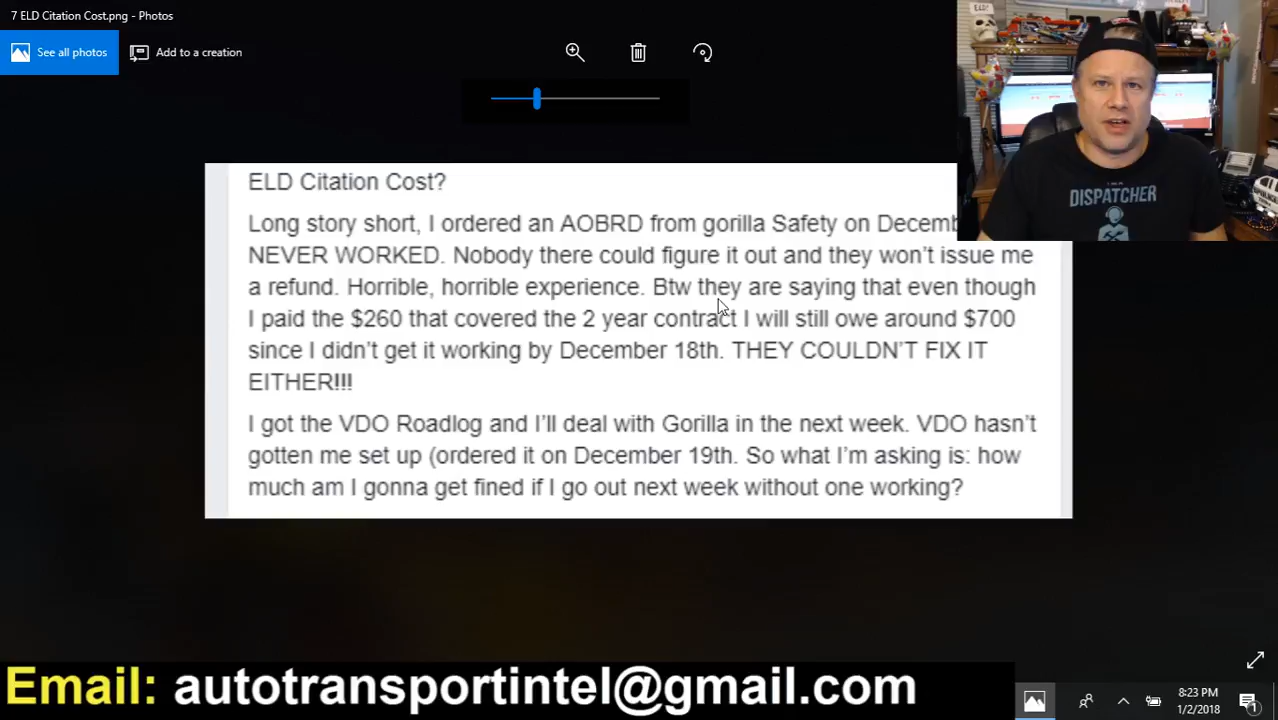 7 ELD Citation Cost.png - Photos
See all photos
Add to a creation
ELD!
DISPATCHER
ELD Citation Cost?
Long story short, I ordered an AOBRD from gorilla Safety on Decemb
NEVER WORKED. Nobody there could figure it out and they won't issue me
a refund. Horrible, horrible experience. Btw they are saying that even though
I paid the $260 that covered the 2 year contract I will still owe around $700
since I didn't get it working by December 18th. THEY COULDN'T FIX IT
EITHER!!!
I got the VDO Roadlog and I'll deal with Gorilla in the next week. VDO hasn't
gotten me set up (ordered it on December 19th. So what I'm asking is: how
much am I gonna get fined if I go out next week without one working?
Email: autotransportintel@gmail.com
8:23 PM
1/2/2018
1